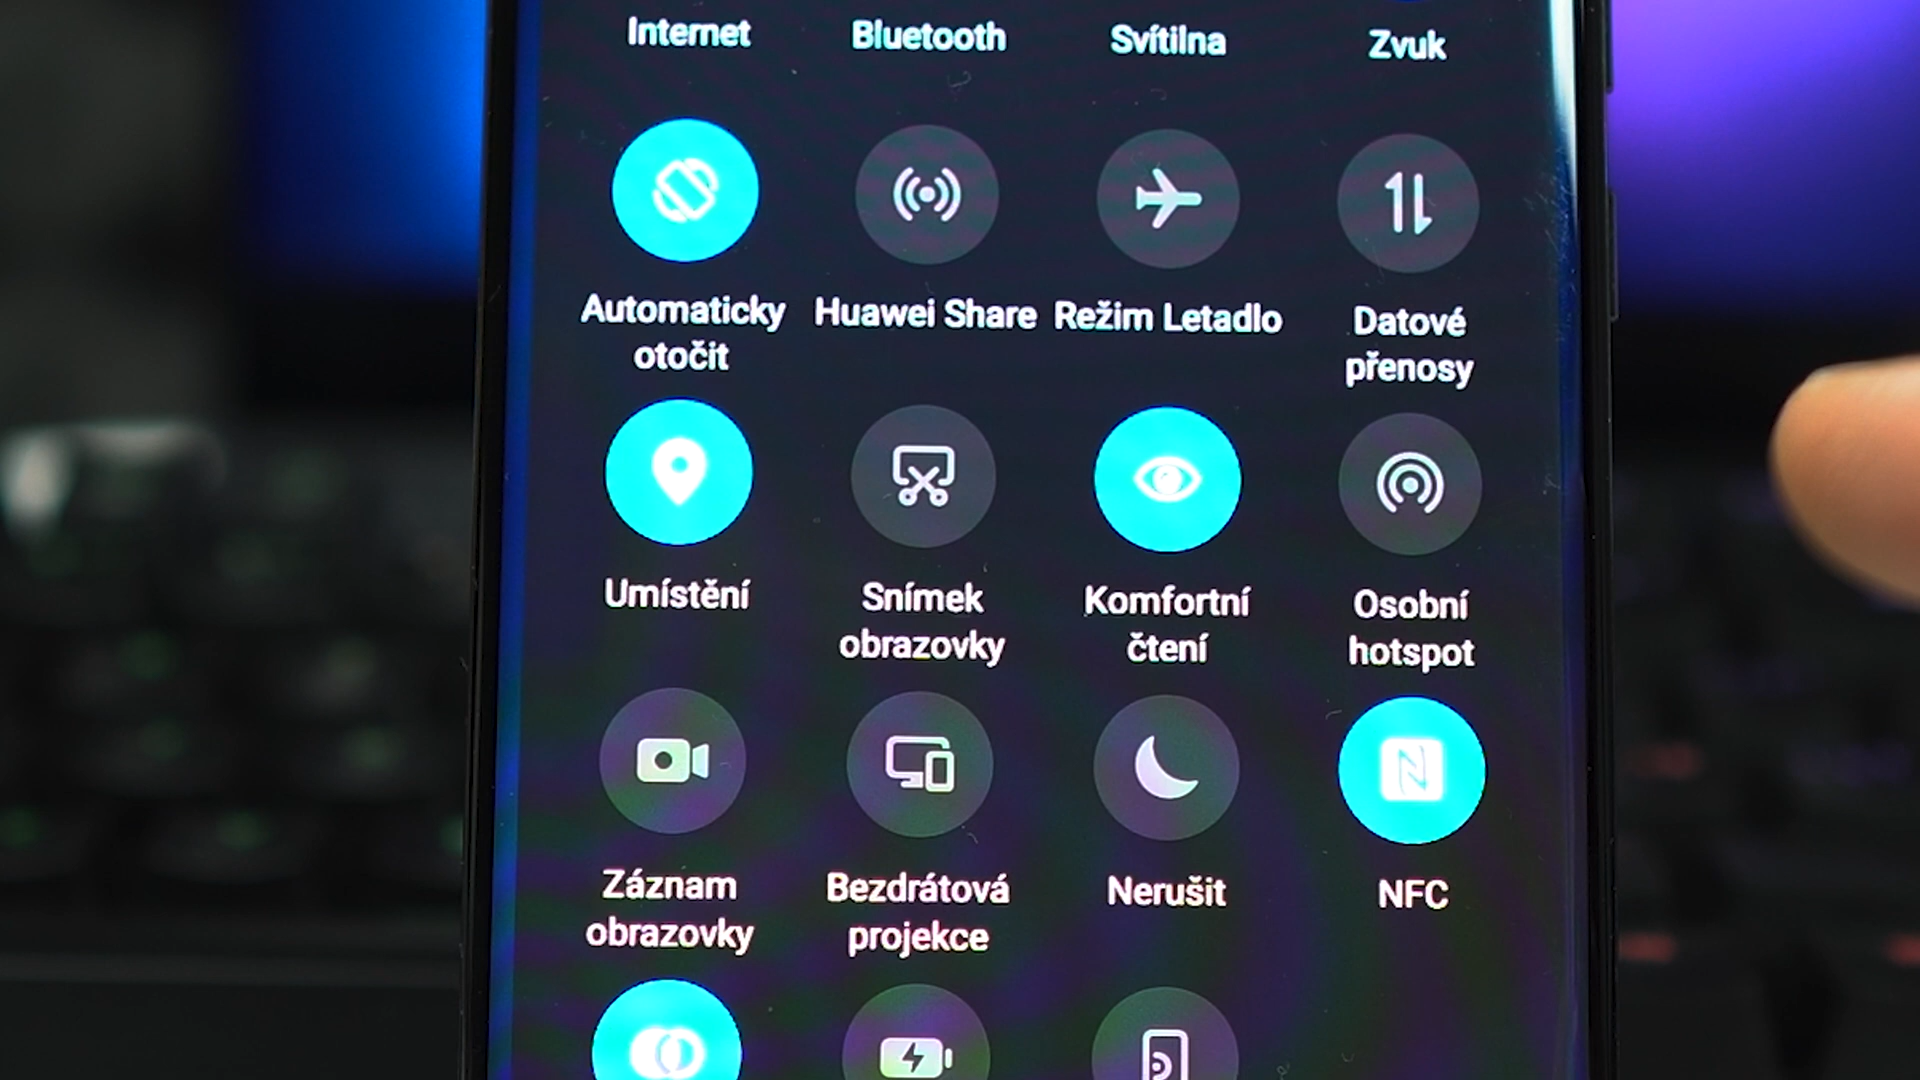 Internet Bluetooth Svítilna Zvuk
Automaticky otočit
Huawei Share
Režim Letadlo
Datové přenosy
Umístění
Snímek obrazovky
Komfortní čtení
Osobní hotspot
Záznam obrazovky
Bezdrátová projekce
Nerušit
NFC